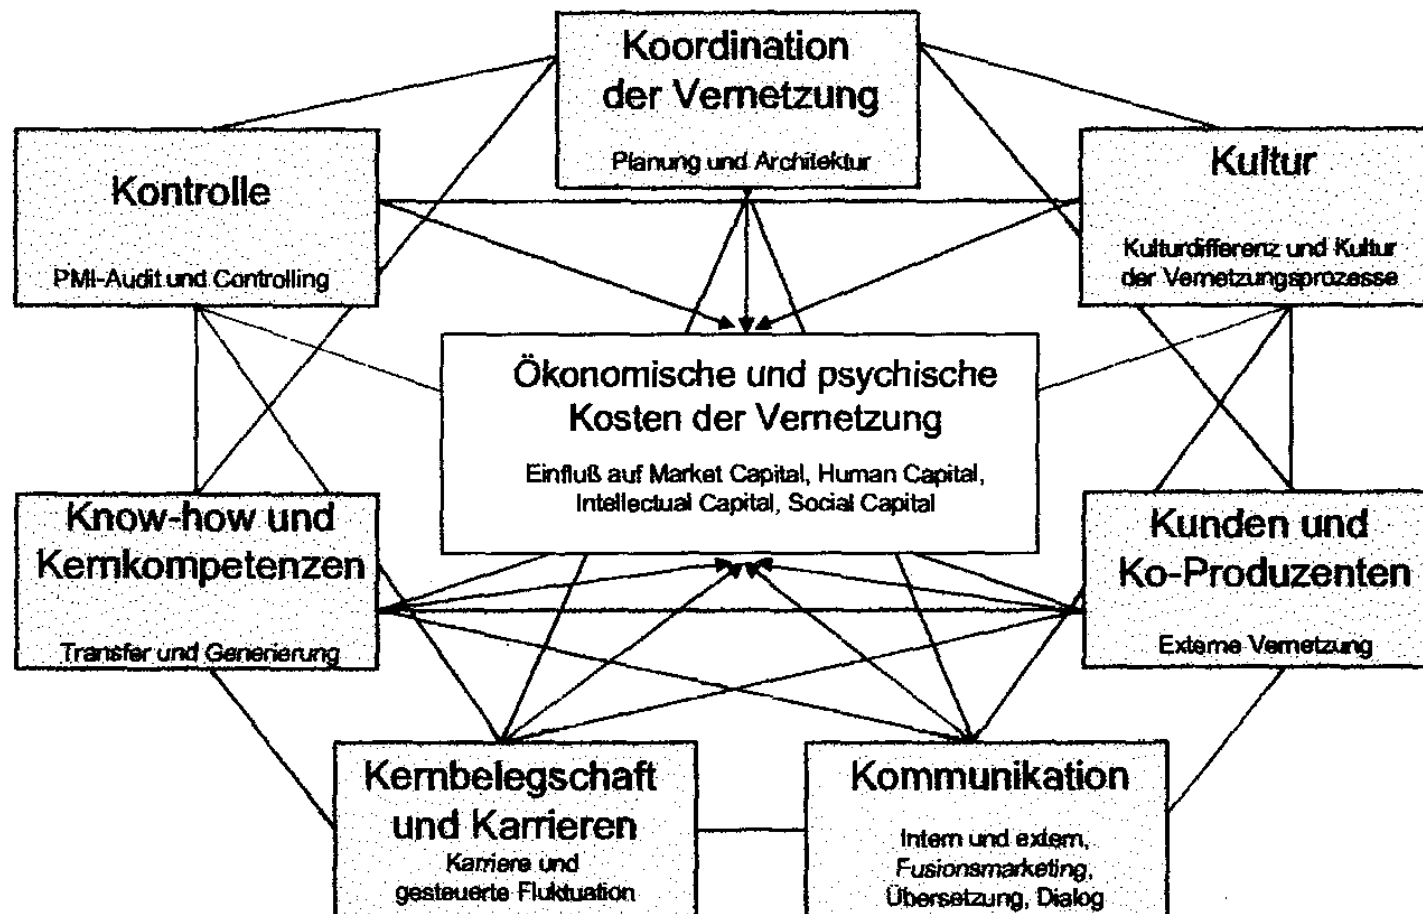 Koordination
der Vernetzung
Planung und Architektur
Kontrolle
PMI-Audit und Controlling
Kultur
Kulturdifferenz und Kultur
der Vernetzungsprozesse
Ökonomische und psychische
Kosten der Vernetzung
Einfluß auf Market Capital, Human Capital,
Intellectual Capital, Social Capital
Know-how und
Kernkompetenzen
Transfer und Generierung
Kunden und
Ko-Produzenten
Externe Vernetzung
Kernbelegschaft
und Karrieren
Karriere und
gesteuerte Fluktuation
Kommunikation
Intern und extern,
Fusionsmarketing,
Übersetzung, Dialog